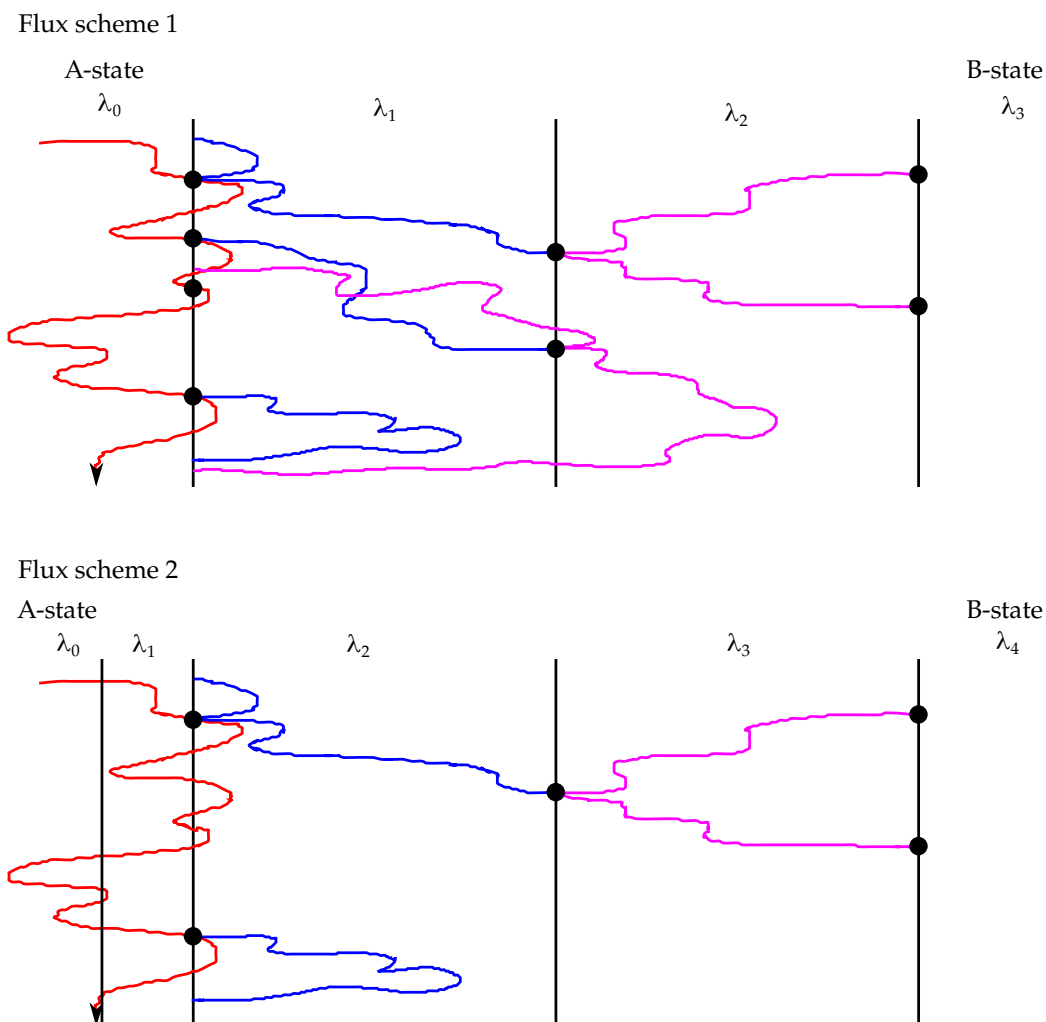 Flux scheme 1
A-state B-state
λ₀ λ₁ λ₂ λ₃
Flux scheme 2
A-state B-state
λ₀ λ₁ λ₂ λ₃ λ₄